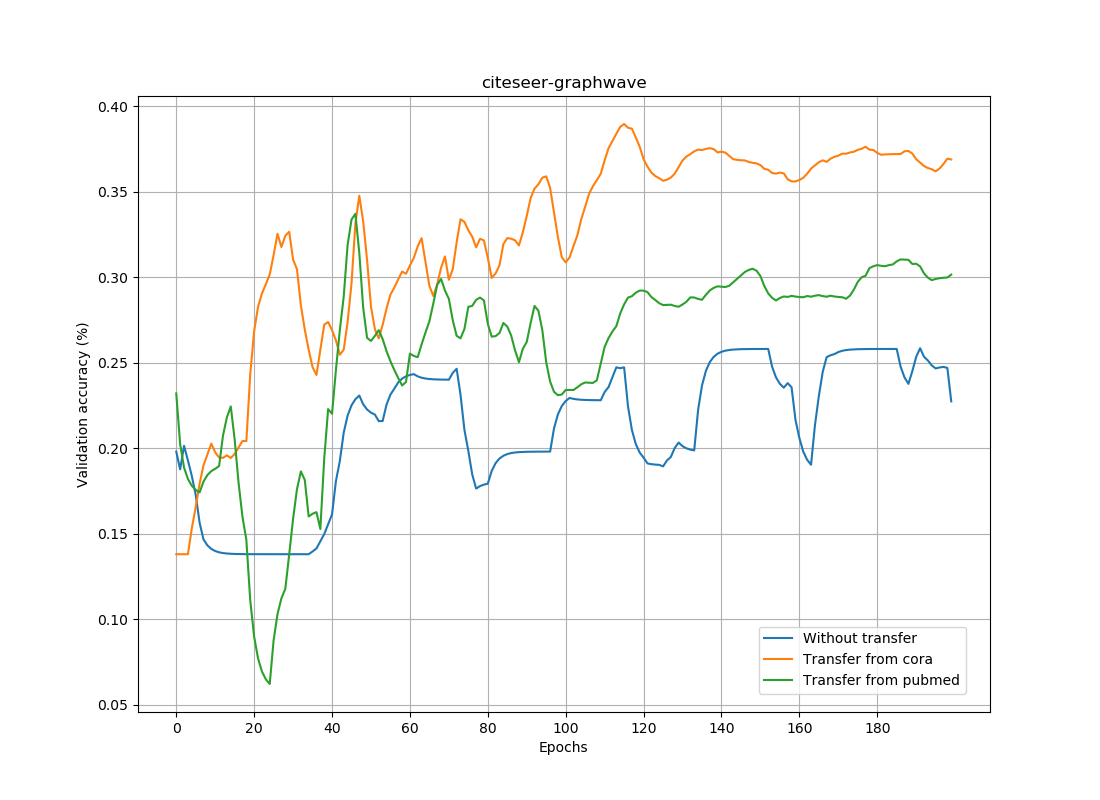 citeseer-graphwave
Validation accuracy (%)
0.40
0.35
0.30
0.25
0.20
0.15
0.10
0.05
0 20 40 60 80 100 120 140 160 180
Epochs
Without transfer
Transfer from cora
Transfer from pubmed